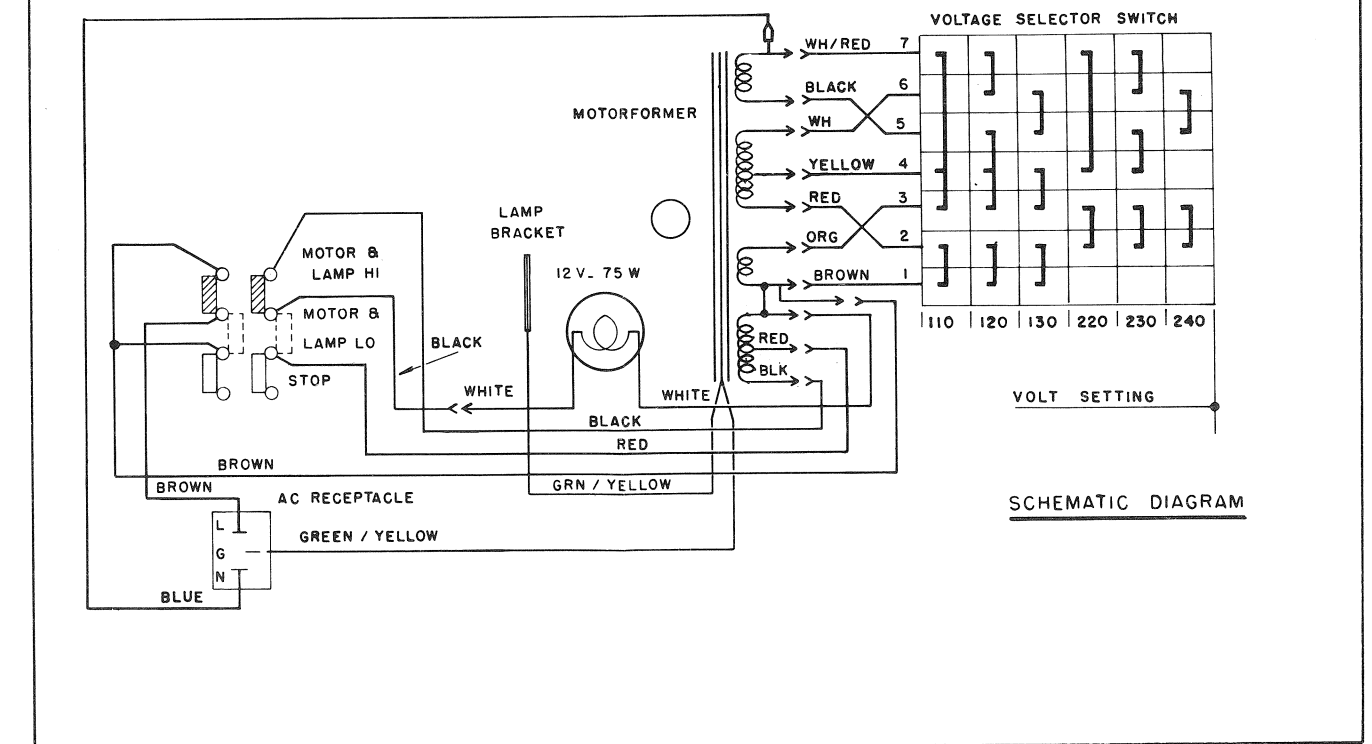 VOLTAGE SELECTOR SWITCH
WH/RED 7
BLACK 6
WH 5
YELLOW 4
RED 3
ORG 2
BROWN 1
110 120 130 220 230 240
VOLT SETTING
MOTORFORMER
LAMP
BRACKET
12 V_ 75 W
MOTOR &
LAMP HI
MOTOR &
LAMP LO
STOP
BLACK
WHITE
WHITE
RED
BLK
BLACK
RED
BROWN
GRN / YELLOW
BROWN
AC RECEPTACLE
L
G
N
GREEN / YELLOW
BLUE
SCHEMATIC DIAGRAM